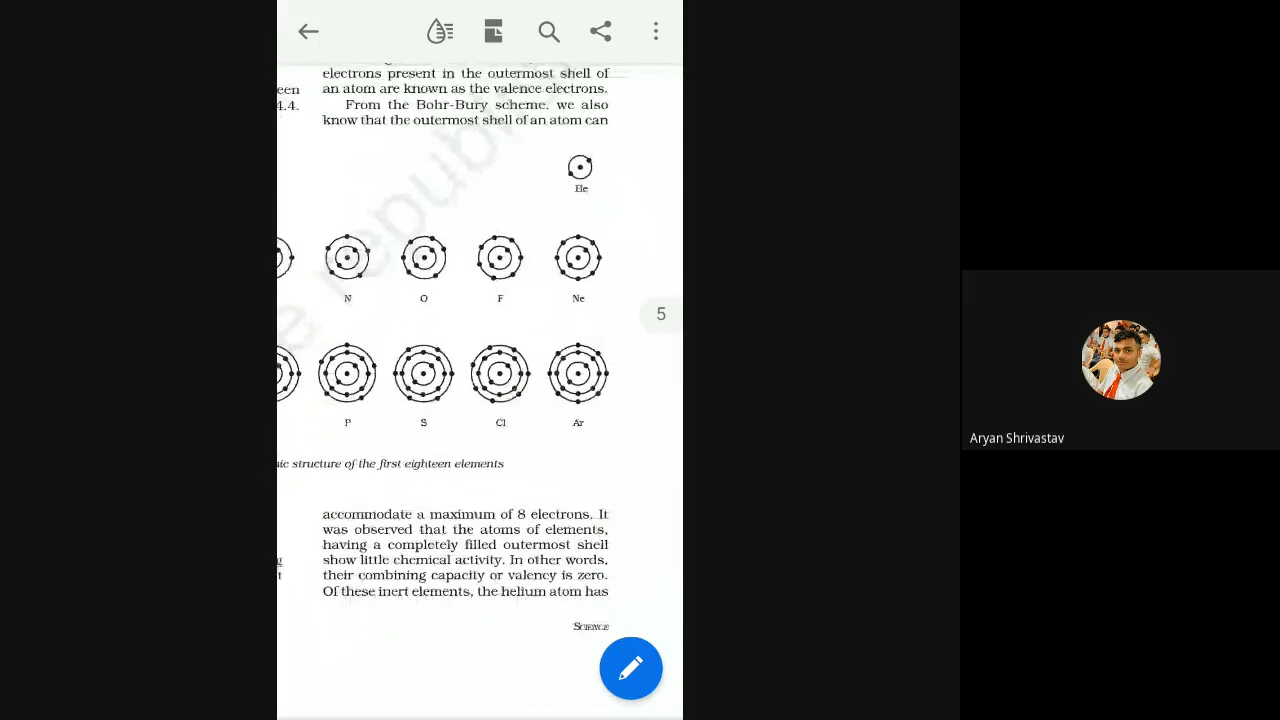 electrons present in the outermost shell of
een
an atom are known as the valence electrons.
4.4.
From the Bohr-Bury scheme, we also
know that the outermost shell of an atom can
He
N O F Ne
5
P S Cl Ar
nic structure of the first eighteen elements
accommodate a maximum of 8 electrons. It
was observed that the atoms of elements,
having a completely filled outermost shell
g
show little chemical activity. In other words,
t
their combining capacity or valency is zero.
Of these inert elements, the helium atom has
SCIENCE
Aryan Shrivastav